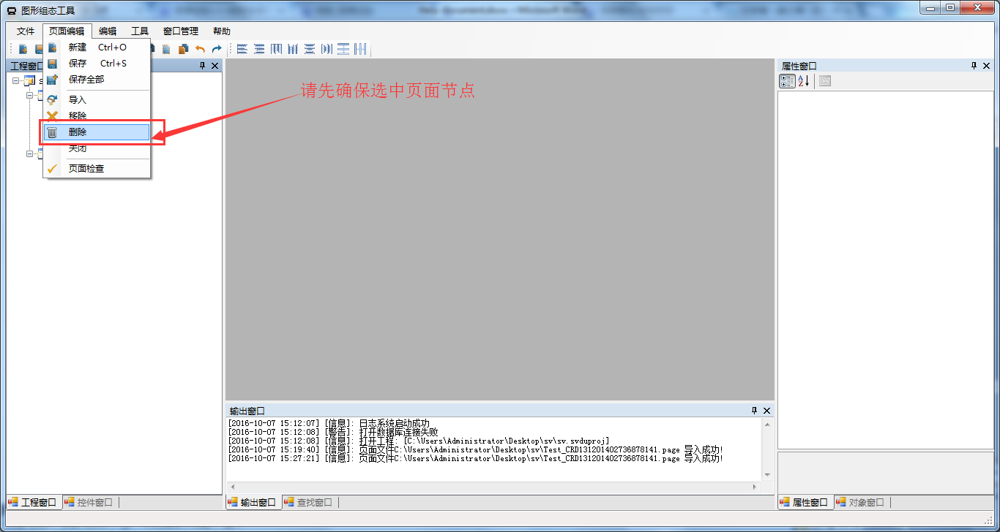 图形组态工具
文件 页面编辑 编辑 工具 窗口管理 帮助
新建 Ctrl+O
保存 Ctrl+S
保存全部
导入
移除
删除
关闭
页面检查
工程窗口
请先确保选中页面节点
属性窗口
输出窗口
[2016-10-07 15:12:07] [信息]: 日志系统启动成功
[2016-10-07 15:12:08] [警告]: 打开数据库连接失败
[2016-10-07 15:12:08] [信息]: 打开工程: [C:\Users\Administrator\Desktop\sv\sv.svduproj]
[2016-10-07 15:19:40] [信息]: 页面文件C:\Users\Administrator\Desktop\sv\Test_CRD131201402736878141.page 导入成功!
[2016-10-07 15:27:21] [信息]: 页面文件C:\Users\Administrator\Desktop\sv\Test_CRD131201402736878141.page 导入成功!
工程窗口 控件窗口 输出窗口 查找窗口 属性窗口 对象窗口